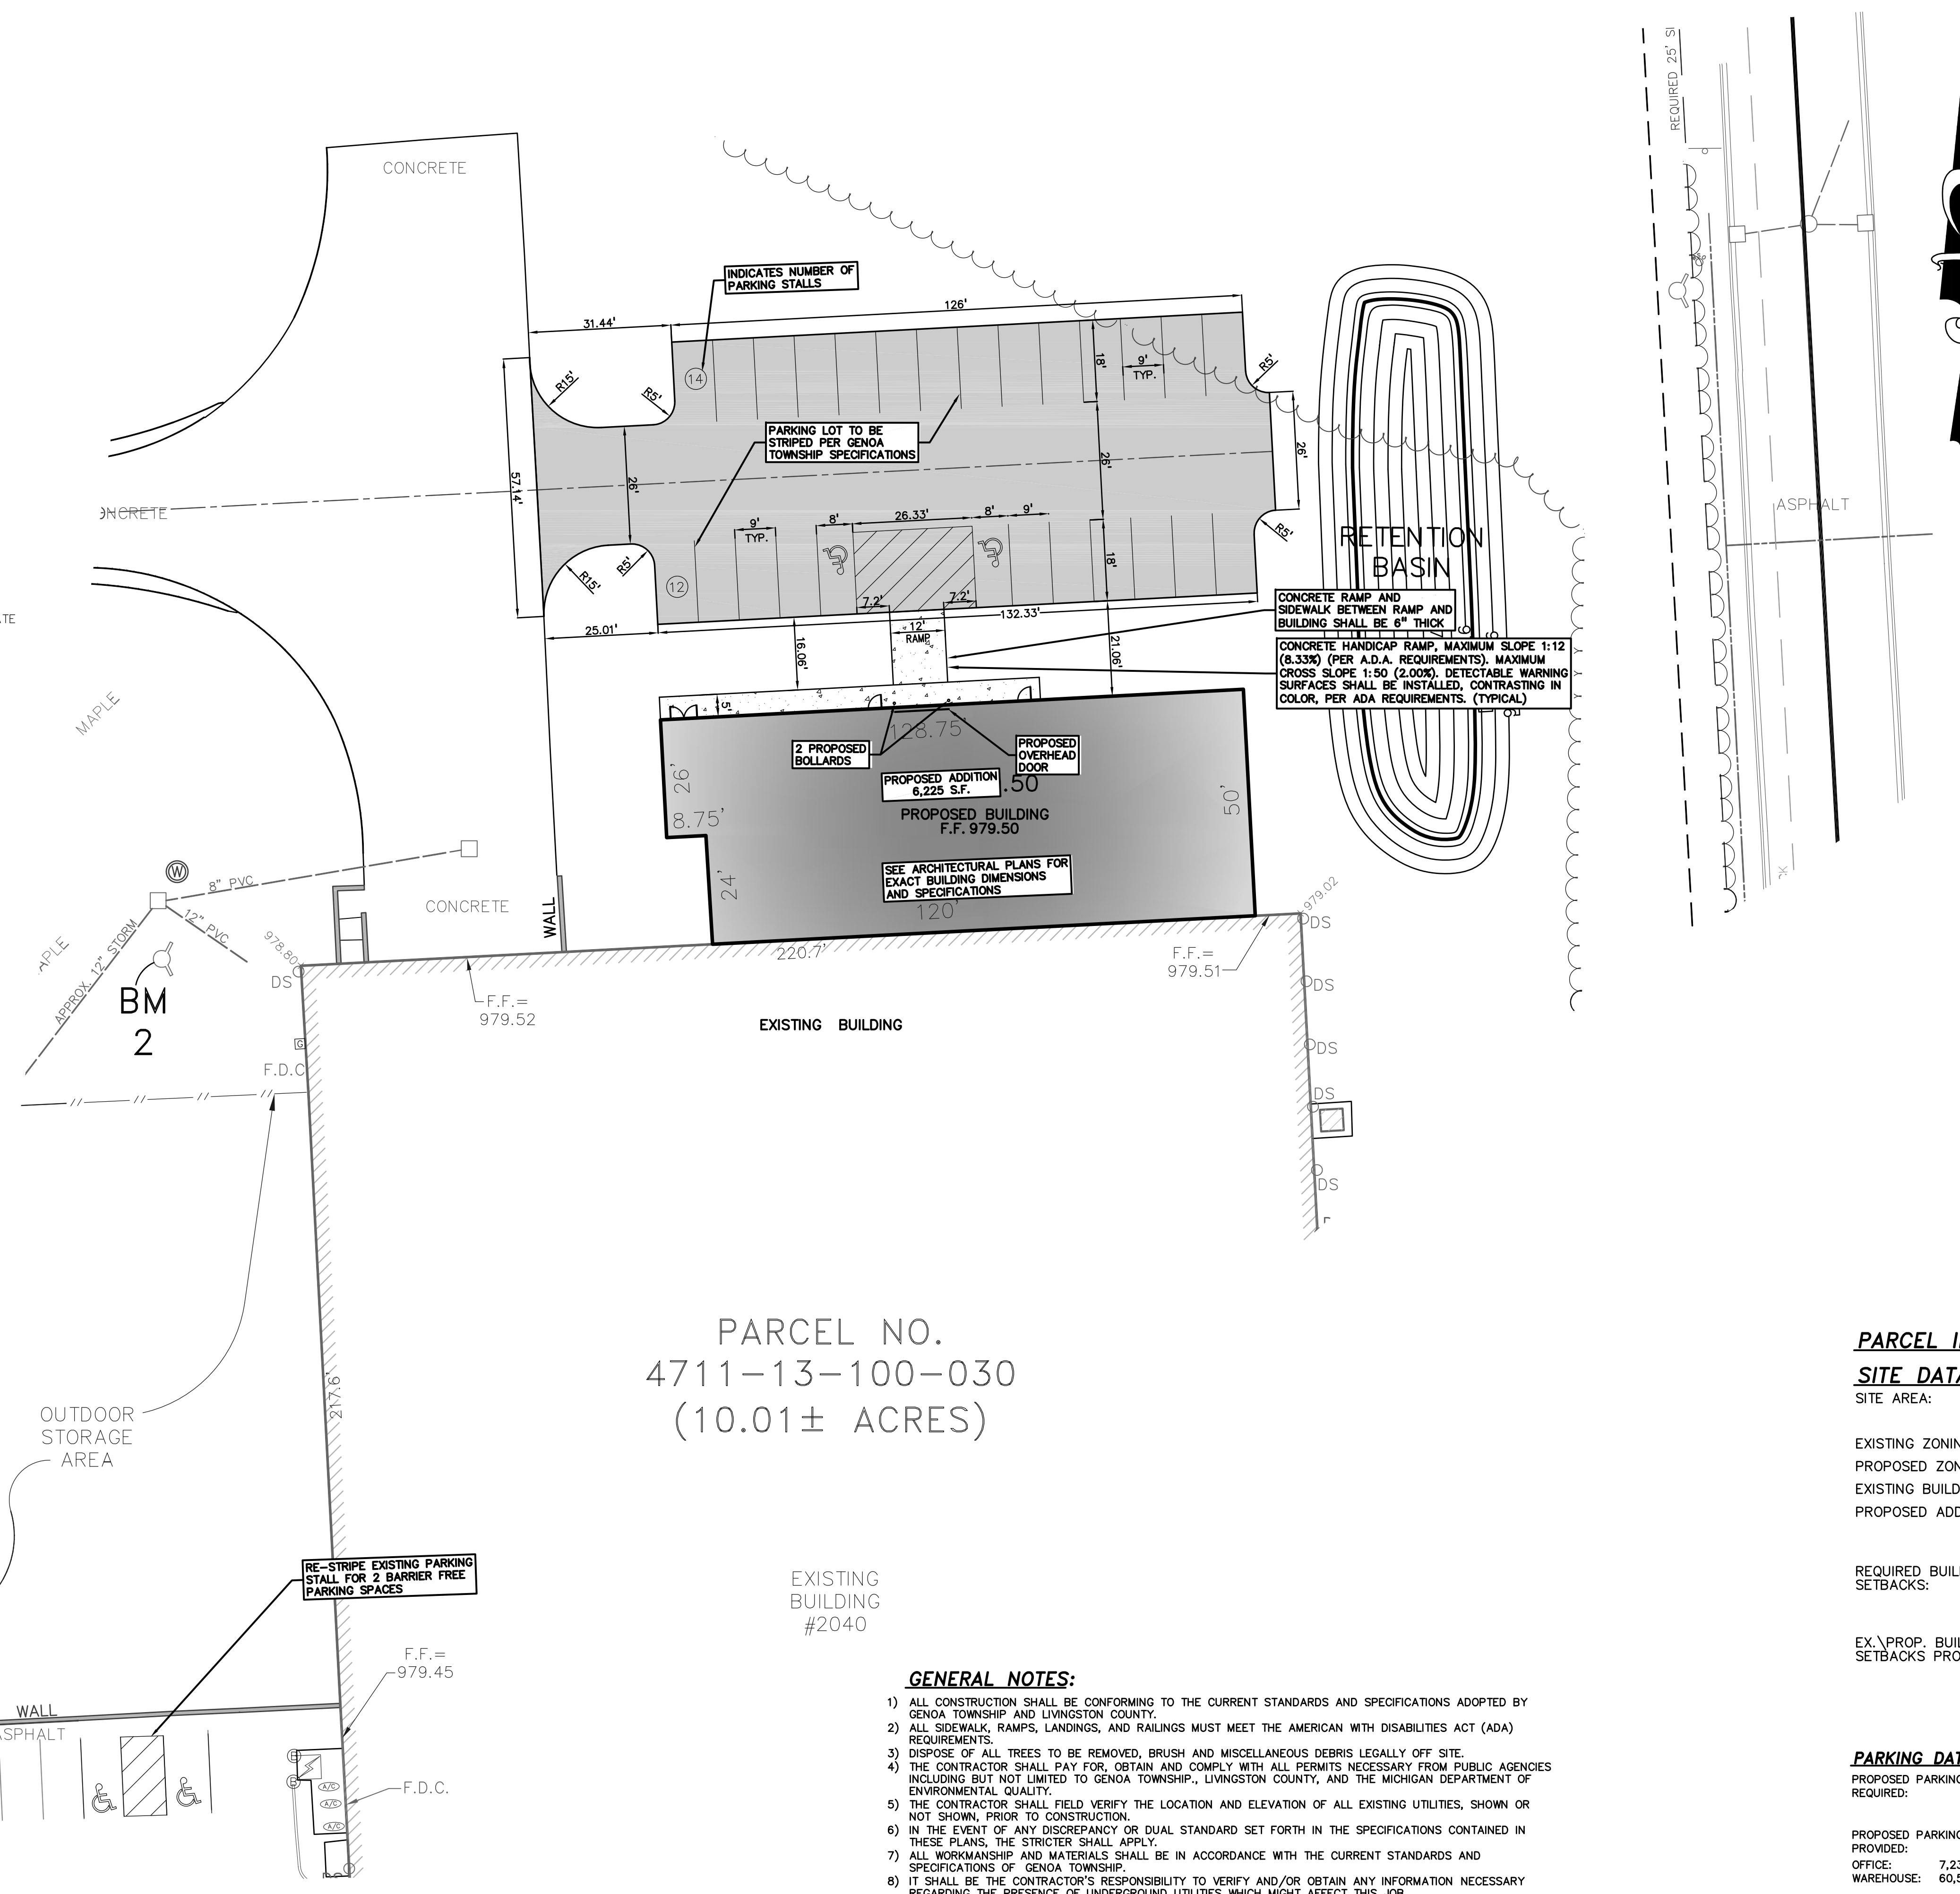 CONCRETE
REQUIRED 25'
INDICATES NUMBER OF
PARKING STALLS
31.44'
126'
R15'
R5'
14
18'
9'
TYP.
R5'
PARKING LOT TO BE
STRIPED PER GENOA
TOWNSHIP SPECIFICATIONS
57.14'
26'
26'
26'
ASPHALT
9'
TYP.
8'
26.33'
8'
9'
R15'
R5'
12
18'
R5'
RETENTION
BASIN
7.2'
7.2'
132.33'
25.01'
12'
RAMP
16.06'
21.06'
CONCRETE RAMP AND
SIDEWALK BETWEEN RAMP AND
BUILDING SHALL BE 6" THICK
CONCRETE HANDICAP RAMP, MAXIMUM SLOPE 1:12
(8.33%) (PER A.D.A. REQUIREMENTS). MAXIMUM
CROSS SLOPE 1:50 (2.00%). DETECTABLE WARNING
SURFACES SHALL BE INSTALLED, CONTRASTING IN
COLOR, PER ADA REQUIREMENTS. (TYPICAL)
MAPLE
5'
128.75'
2 PROPOSED
BOLLARDS
PROPOSED
OVERHEAD
DOOR
PROPOSED ADDITION
6,225 S.F.
.50
26'
8.75'
50'
PROPOSED BUILDING
F.F. 979.50
24'
SEE ARCHITECTURAL PLANS FOR
EXACT BUILDING DIMENSIONS
AND SPECIFICATIONS
120'
W
8" PVC
12" PVC
APPROX. 12" STORM
CONCRETE
WALL
978.80
979.02
DS
DS
220.7'
F.F.=
979.51
F.F.=
979.52
BM
2
EXISTING BUILDING
DS
G
F.D.C
DS
DS
DS
PARCEL NO.
4711-13-100-030
(10.01± ACRES)
217.6'
OUTDOOR
STORAGE
AREA
RE-STRIPE EXISTING PARKING
STALL FOR 2 BARRIER FREE
PARKING SPACES
EXISTING
BUILDING
#2040
F.F.=
979.45
WALL
F.D.C.
A/C
A/C
A/C
GENERAL NOTES:
1) ALL CONSTRUCTION SHALL BE CONFORMING TO THE CURRENT STANDARDS AND SPECIFICATIONS ADOPTED BY
GENOA TOWNSHIP AND LIVINGSTON COUNTY.
2) ALL SIDEWALK, RAMPS, LANDINGS, AND RAILINGS MUST MEET THE AMERICAN WITH DISABILITIES ACT (ADA)
REQUIREMENTS.
3) DISPOSE OF ALL TREES TO BE REMOVED, BRUSH AND MISCELLANEOUS DEBRIS LEGALLY OFF SITE.
4) THE CONTRACTOR SHALL PAY FOR, OBTAIN AND COMPLY WITH ALL PERMITS NECESSARY FROM PUBLIC AGENCIES
INCLUDING BUT NOT LIMITED TO GENOA TOWNSHIP., LIVINGSTON COUNTY, AND THE MICHIGAN DEPARTMENT OF
ENVIRONMENTAL QUALITY.
5) THE CONTRACTOR SHALL FIELD VERIFY THE LOCATION AND ELEVATION OF ALL EXISTING UTILITIES, SHOWN OR
NOT SHOWN, PRIOR TO CONSTRUCTION.
6) IN THE EVENT OF ANY DISCREPANCY OR DUAL STANDARD SET FORTH IN THE SPECIFICATIONS CONTAINED IN
THESE PLANS, THE STRICTER SHALL APPLY.
7) ALL WORKMANSHIP AND MATERIALS SHALL BE IN ACCORDANCE WITH THE CURRENT STANDARDS AND
SPECIFICATIONS OF GENOA TOWNSHIP.
8) IT SHALL BE THE CONTRACTOR'S RESPONSIBILITY TO VERIFY AND/OR OBTAIN ANY INFORMATION NECESSARY
REGARDING THE PRESENCE OF UNDERGROUND UTILITIES WHICH MIGHT AFFECT THIS JOB.
PARCEL
SITE DATA
SITE AREA:
EXISTING
PROPOSED
EXISTING
PROPOSED
REQUIRED
SETBACKS:
EX.\PROP.
SETBACKS
PARKING
PROPOSED PARKING
REQUIRED:
PROPOSED PARKING
PROVIDED:
OFFICE:
WAREHOUSE: